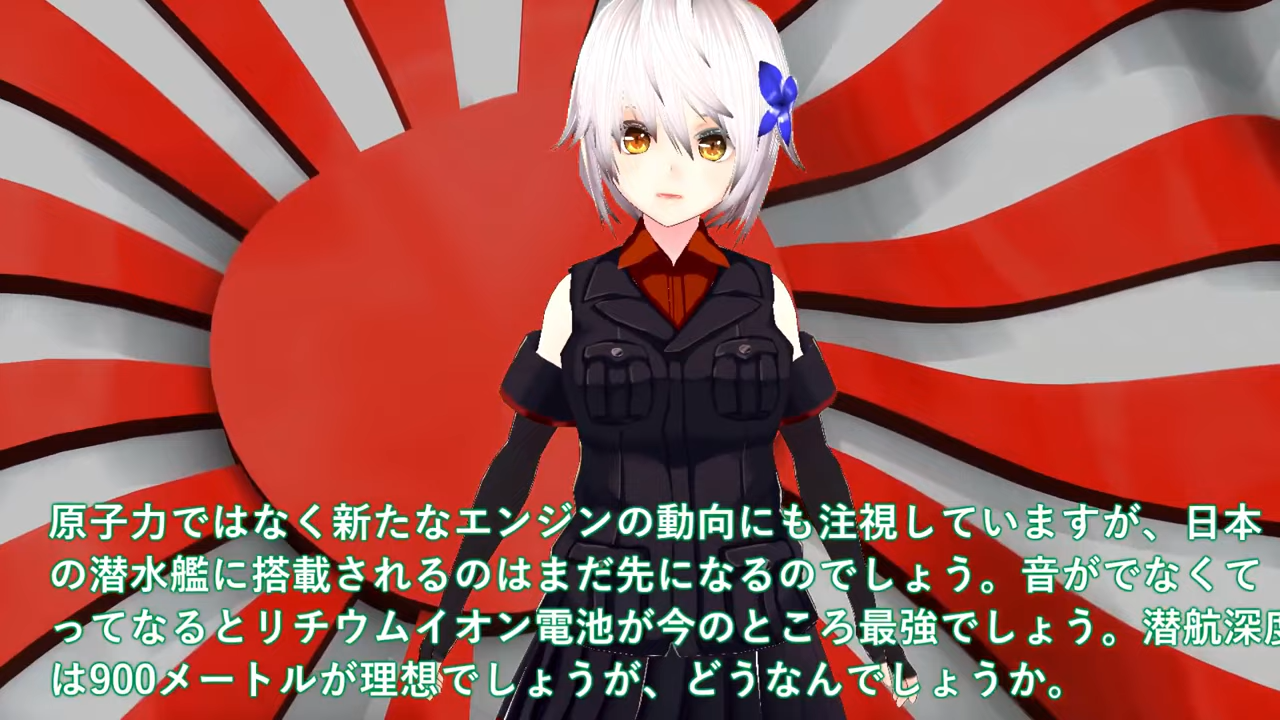 原子力ではなく新たなエンジンの動向にも注視していますが、日本
の潜水艦に搭載されるのはまだ先になるのでしょう。音がでなくて
ってなるとリチウムイオン電池が今のところ最強でしょう。潜航深度
は900メートルが理想でしょうが、どうなんでしょうか。